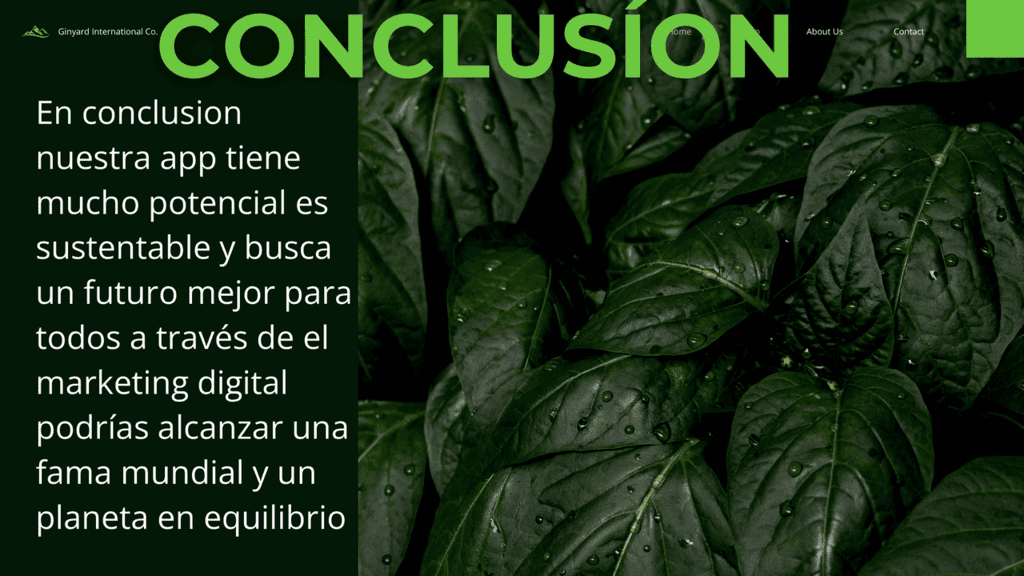 Ginyard International Co.
CONCLUSÍON
About Us
Contact
En conclusion
nuestra app tiene
mucho potencial es
sustentable y busca
un futuro mejor para
todos a través de el
marketing digital
podrías alcanzar una
fama mundial y un
planeta en equilibrio